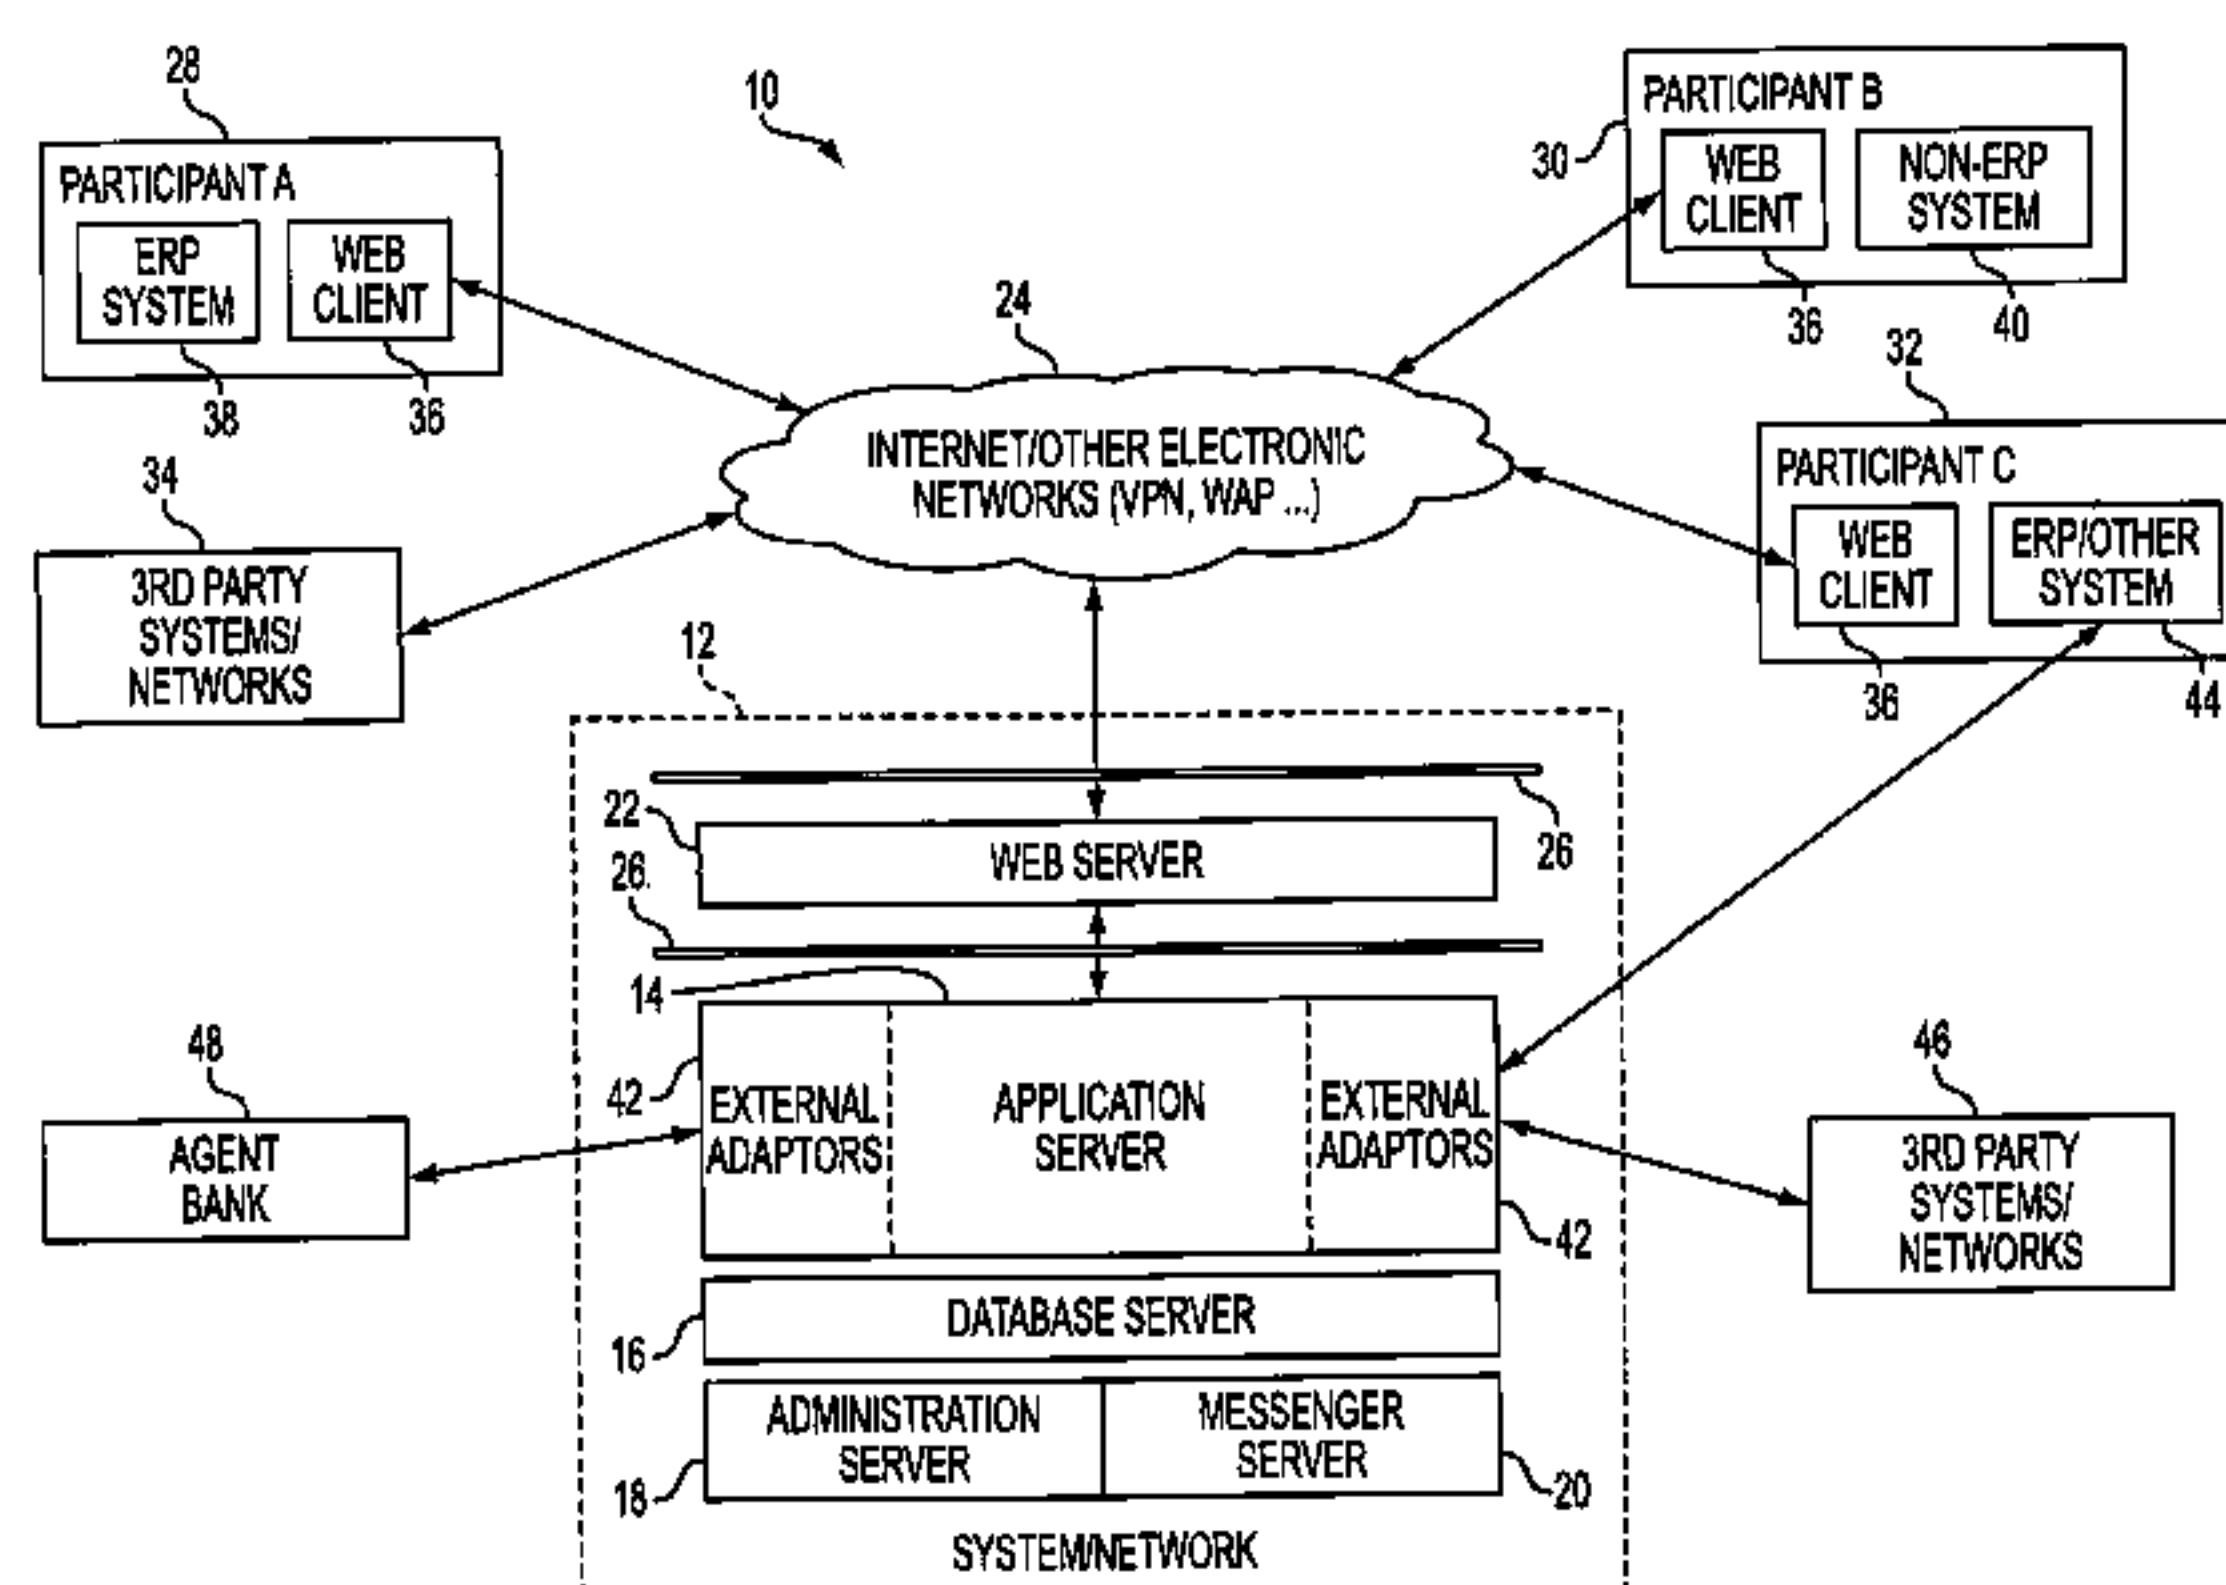 28
PARTICIPANT A
ERP
SYSTEM
WEB
CLIENT
38
36
10
PARTICIPANT B
30
WEB
CLIENT
NON-ERP
SYSTEM
36
40
24
INTERNET/OTHER ELECTRONIC
NETWORKS (VPN, WAP ...)
32
PARTICIPANT C
WEB
CLIENT
ERP/OTHER
SYSTEM
36
44
34
3RD PARTY
SYSTEMS/
NETWORKS
12
22
WEB SERVER
26
26
14
48
AGENT
BANK
42
EXTERNAL
ADAPTORS
APPLICATION
SERVER
EXTERNAL
ADAPTORS
42
46
3RD PARTY
SYSTEMS/
NETWORKS
DATABASE SERVER
16
ADMINISTRATION
SERVER
MESSENGER
SERVER
18
20
SYSTEM/NETWORK